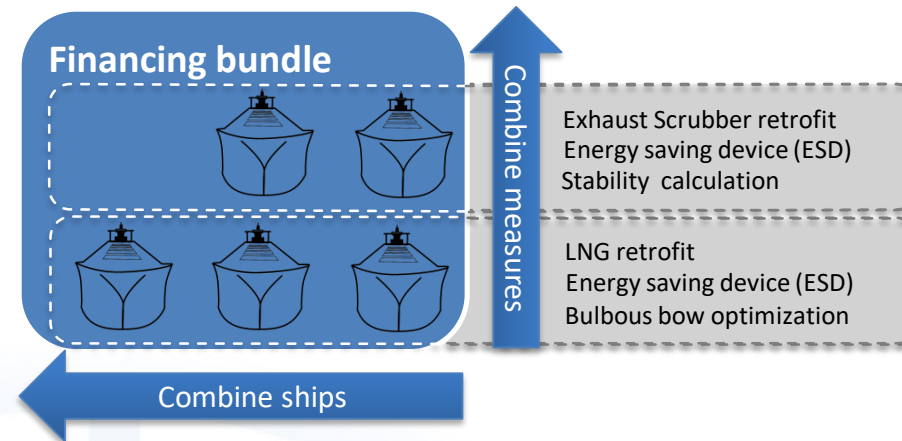 Financing bundle
Combine measures
Exhaust Scrubber retrofit
Energy saving device (ESD)
Stability calculation
LNG retrofit
Energy saving device (ESD)
Bulbous bow optimization
Combine ships